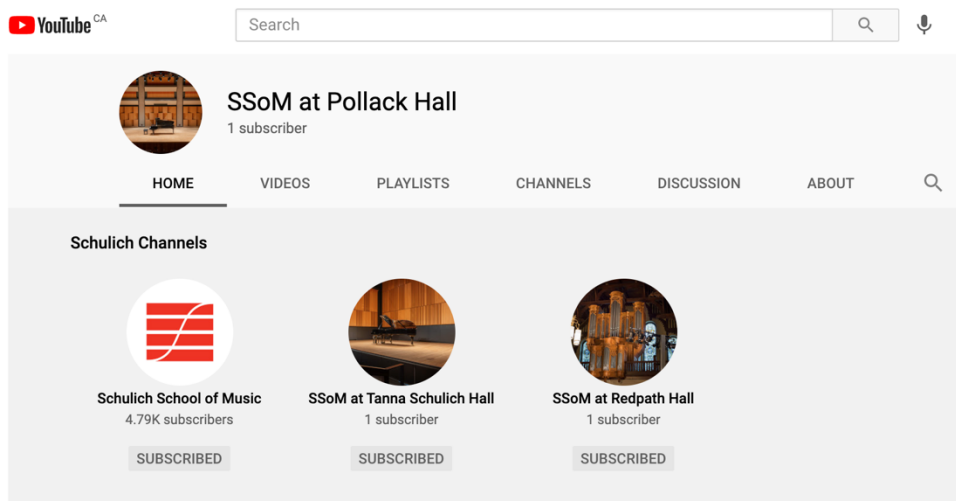 YouTube CA
Search
SSoM at Pollack Hall
1 subscriber
HOME VIDEOS PLAYLISTS CHANNELS DISCUSSION ABOUT
Schulich Channels
Schulich School of Music SSoM at Tanna Schulich Hall SSoM at Redpath Hall
4.79K subscribers 1 subscriber 1 subscriber
SUBSCRIBED SUBSCRIBED SUBSCRIBED